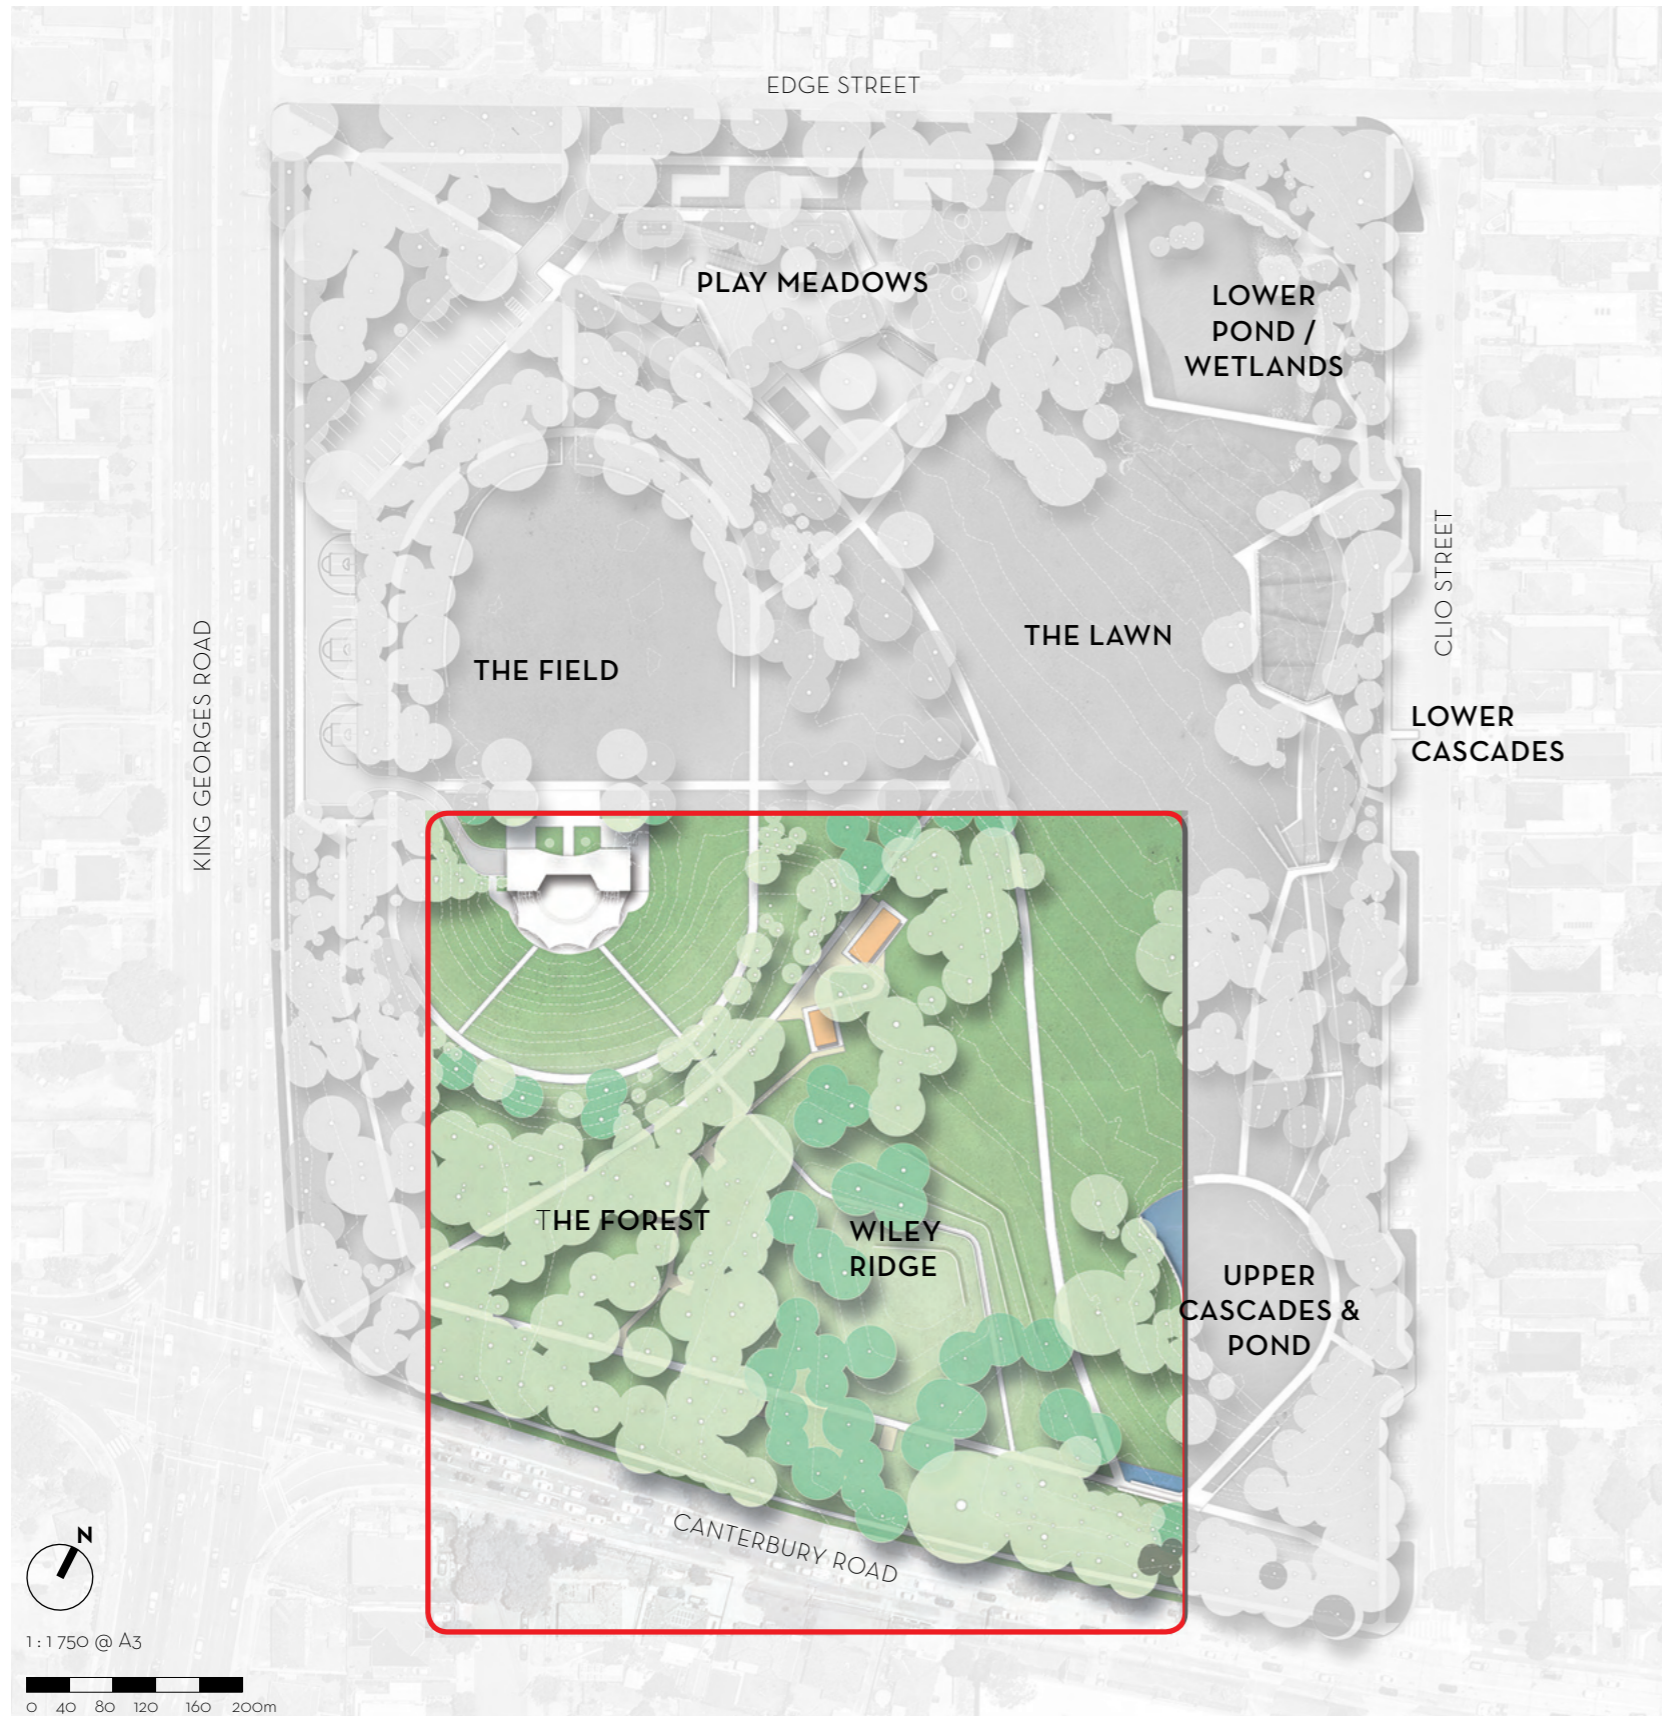 EDGE STREET
PLAY MEADOWS
LOWER
POND /
WETLANDS
CLIO STREET
KING GEORGES ROAD
THE FIELD
THE LAWN
LOWER
CASCADES
THE FOREST
WILEY
RIDGE
UPPER
CASCADES &
POND
CANTERBURY ROAD
N
1:1750 @ A3
0 40 80 120 160 200m